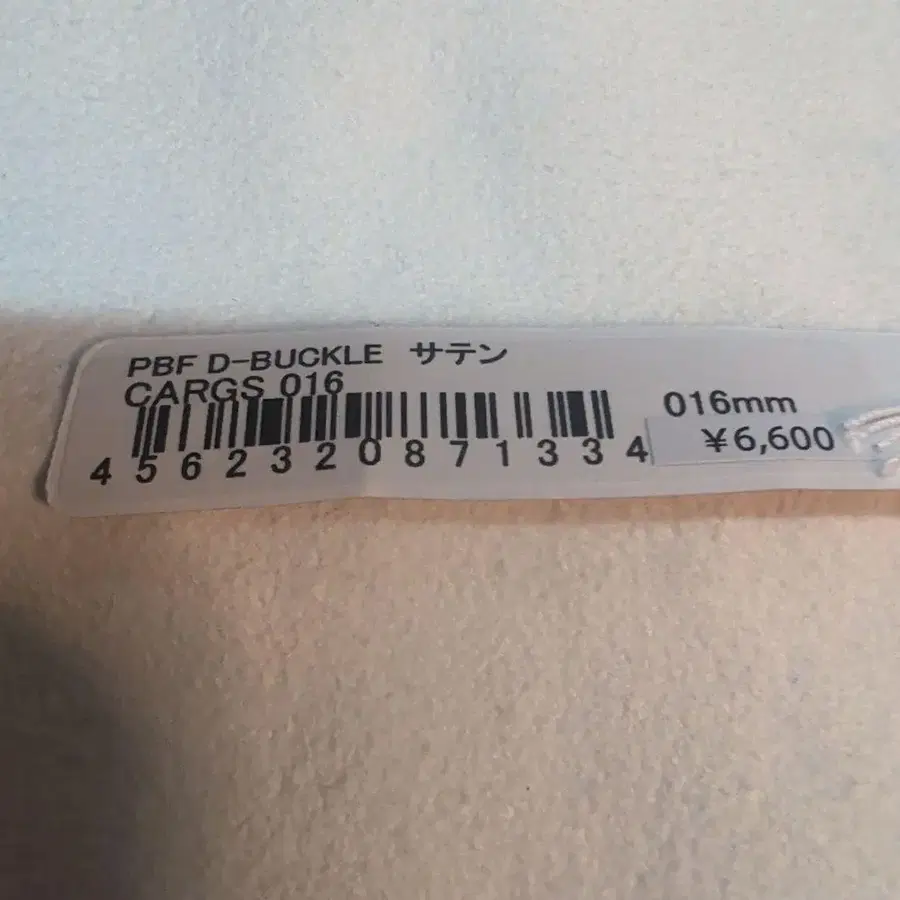 PBF D-BUCKLE サテン
CARGS 016
016mm
4562320871334
¥6,600